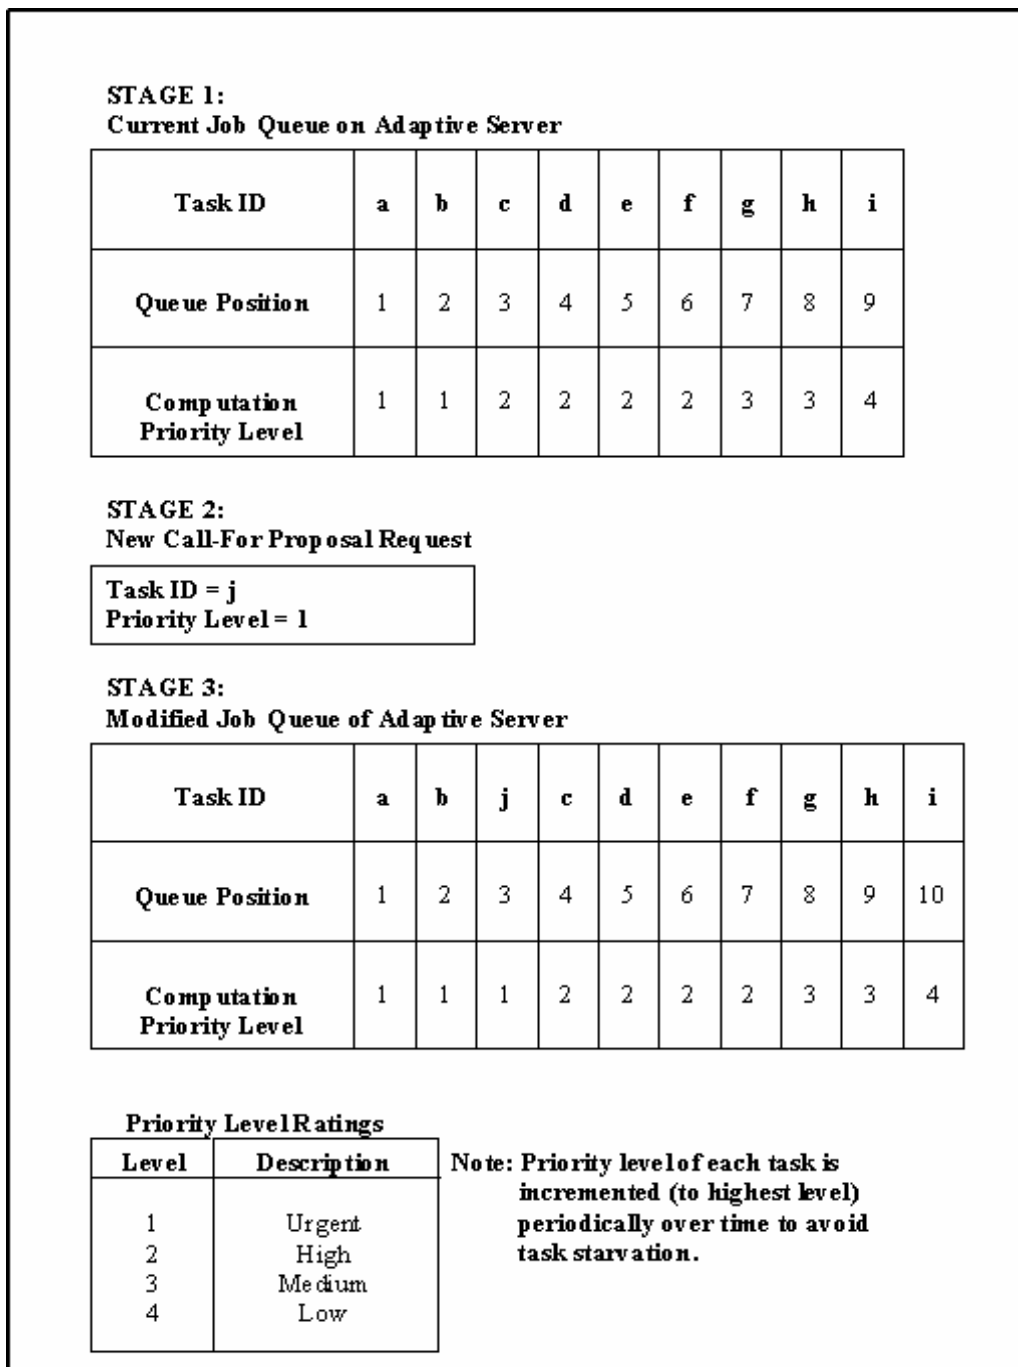 STAGE 1:
Current Job Queue on Adaptive Server
Task ID a b c d e f g h i
Queue Position 1 2 3 4 5 6 7 8 9
Computation
Priority Level 1 1 2 2 2 2 3 3 4
STAGE 2:
New Call-For Proposal Request
Task ID = j
Priority Level = 1
STAGE 3:
Modified Job Queue of Adaptive Server
Task ID a b j c d e f g h i
Queue Position 1 2 3 4 5 6 7 8 9 10
Computation
Priority Level 1 1 1 2 2 2 2 3 3 4
Priority Level Ratings
Level Description
1 Urgent
2 High
3 Medium
4 Low
Note: Priority level of each task is
incremented (to highest level)
periodically over time to avoid
task starvation.